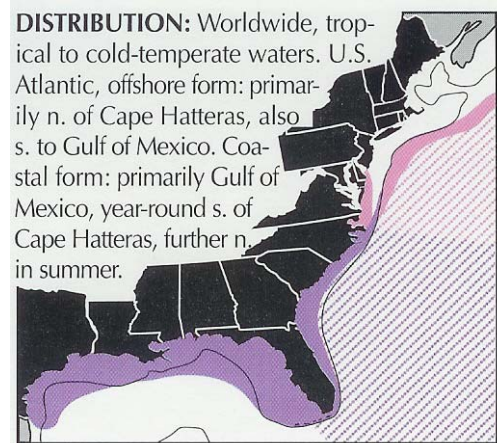 DISTRIBUTION: Worldwide, trop-
ical to cold-temperate waters. U.S.
Atlantic, offshore form: primar-
ily n. of Cape Hatteras, also
s. to Gulf of Mexico. Coa-
stal form: primarily Gulf of
Mexico, year-round s. of
Cape Hatteras, further n.
in summer.